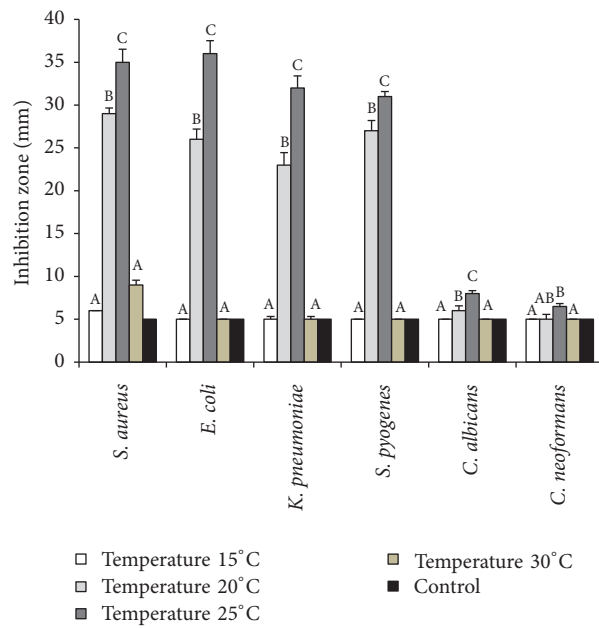 Inhibition zone (mm)
40
35
30
25
20
15
10
5
0
A
B
C
A
A
B
C
A
A
B
C
A
A
B
C
A
A
B
C
A
A
AB
B
A
S. aureus
E. coli
K. pneumoniae
S. pyogenes
C. albicans
C. neoformans
Temperature 15°C
Temperature 20°C
Temperature 25°C
Temperature 30°C
Control